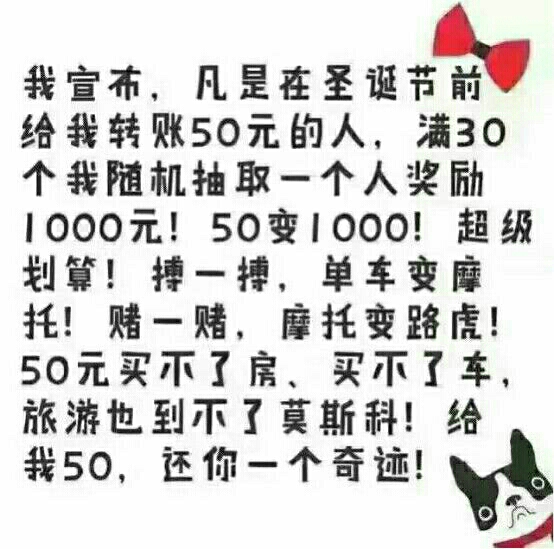 我宣布，凡是在圣诞节前
给我转账50元的人，满30
个我随机抽取一个人奖励
1000元！50变1000！超级
划算！搏一搏，单车变摩
托！赌一赌，摩托变路虎！
50元买不了房、买不了车，
旅游也到不了莫斯科！给
我50，还你一个奇迹！